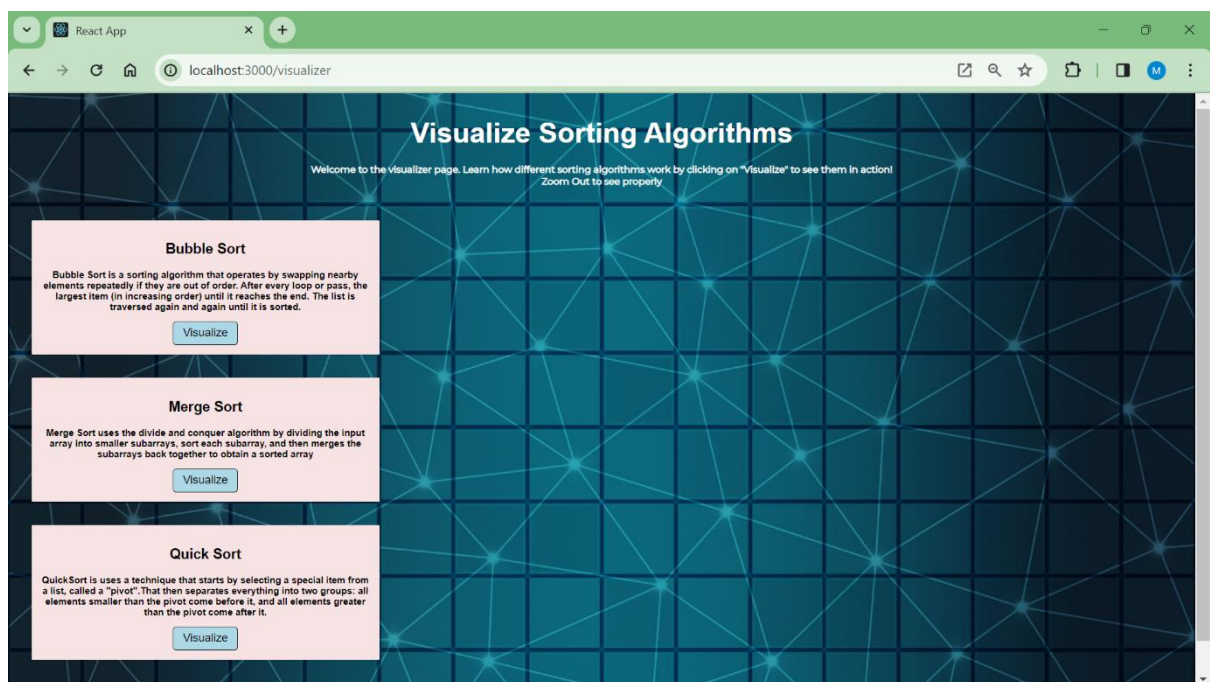 React App
localhost:3000/visualizer
M
Visualize Sorting Algorithms
Welcome to the visualizer page. Learn how different sorting algorithms work by clicking on "Visualize" to see them in action!
Zoom Out to see properly
Bubble Sort
Bubble Sort is a sorting algorithm that operates by swapping nearby
elements repeatedly if they are out of order. After every loop or pass, the
largest item (in increasing order) until it reaches the end. The list is
traversed again and again until it is sorted.
Visualize
Merge Sort
Merge Sort uses the divide and conquer algorithm by dividing the input
array into smaller subarrays, sort each subarray, and then merges the
subarrays back together to obtain a sorted array
Visualize
Quick Sort
QuickSort is uses a technique that starts by selecting a special item from
a list, called a "pivot".That then separates everything into two groups: all
elements smaller than the pivot come before it, and all elements greater
than the pivot come after it.
Visualize